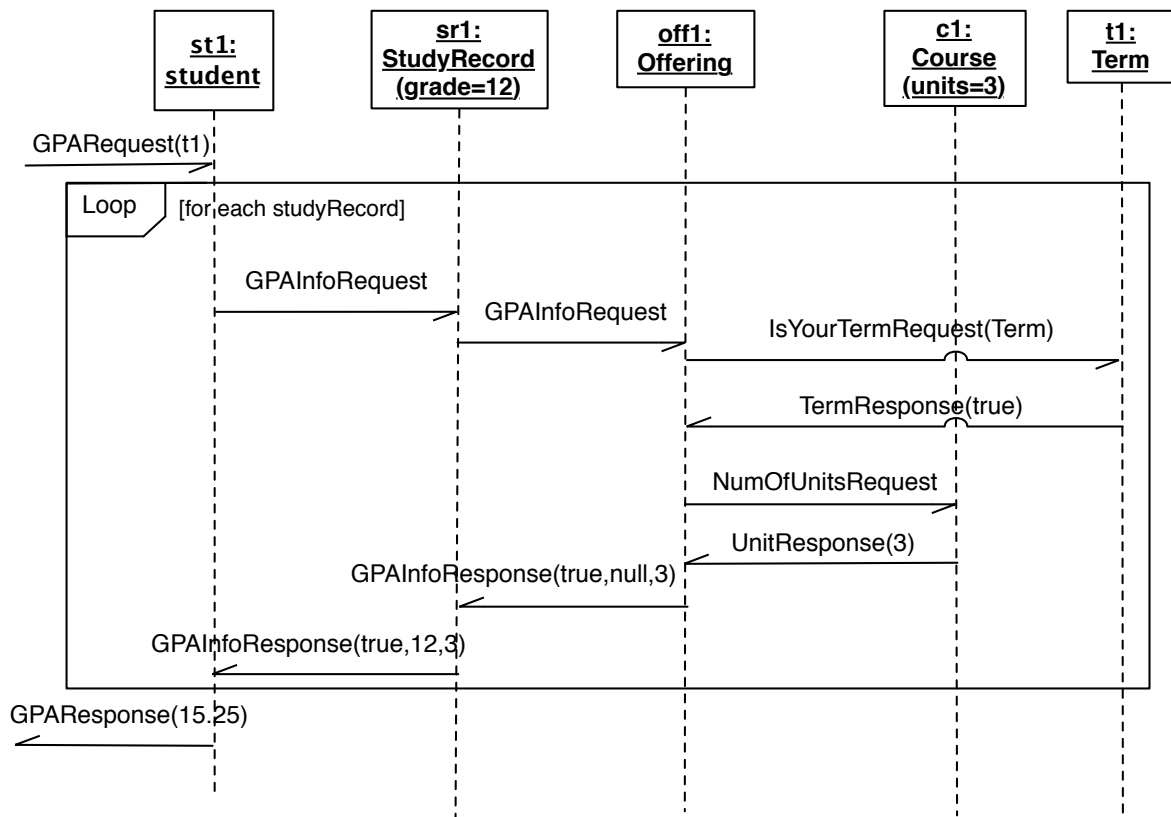 st1:
student
sr1:
StudyRecord
(grade=12)
off1:
Offering
c1:
Course
(units=3)
t1:
Term
GPARequest(t1)
Loop
[for each studyRecord]
GPAInfoRequest
GPAInfoRequest
IsYourTermRequest(Term)
TermResponse(true)
NumOfUnitsRequest
UnitResponse(3)
GPAInfoResponse(true,null,3)
GPAInfoResponse(true,12,3)
GPAResponse(15.25)